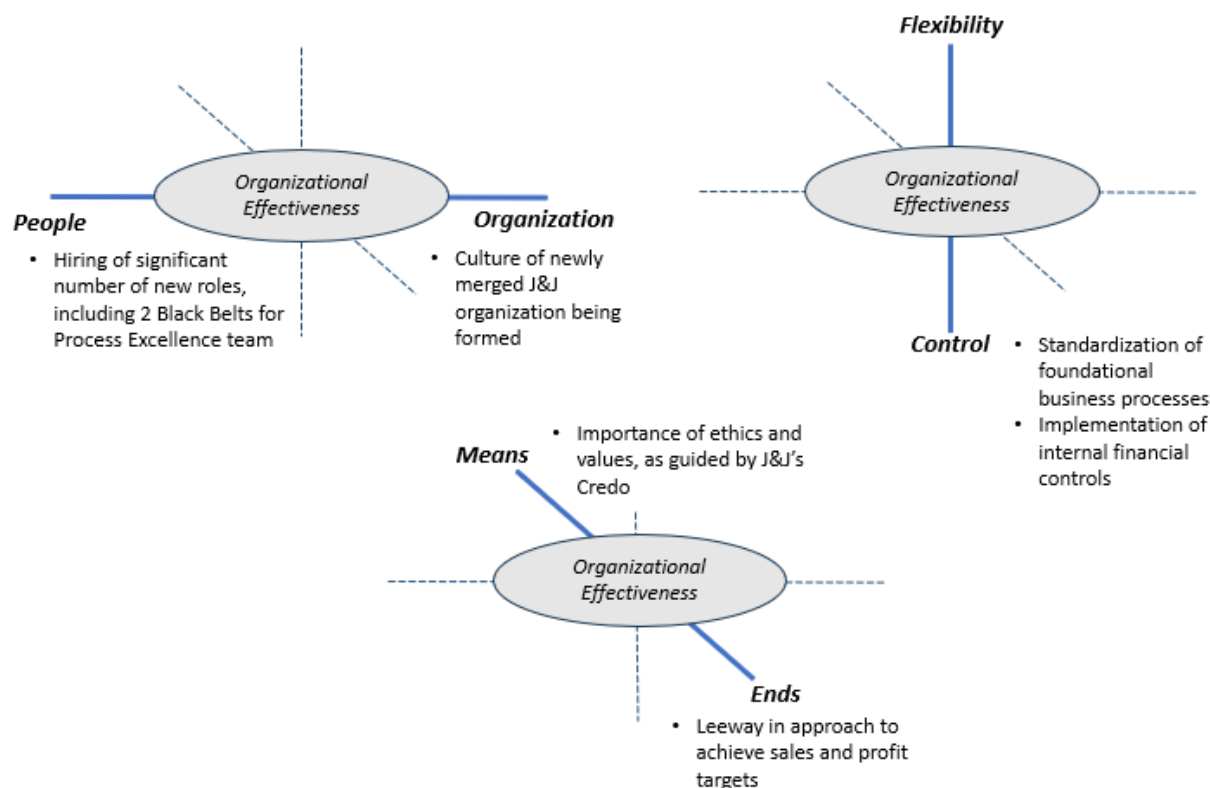 Organizational
Effectiveness
People
• Hiring of significant
number of new roles,
including 2 Black Belts for
Process Excellence team
Organization
• Culture of newly
merged J&J
organization being
formed
Flexibility
Organizational
Effectiveness
Control
• Standardization of
foundational
business processes
• Implementation of
internal financial
controls
Means
• Importance of ethics and
values, as guided by J&J's
Credo
Organizational
Effectiveness
Ends
• Leeway in approach to
achieve sales and profit
targets